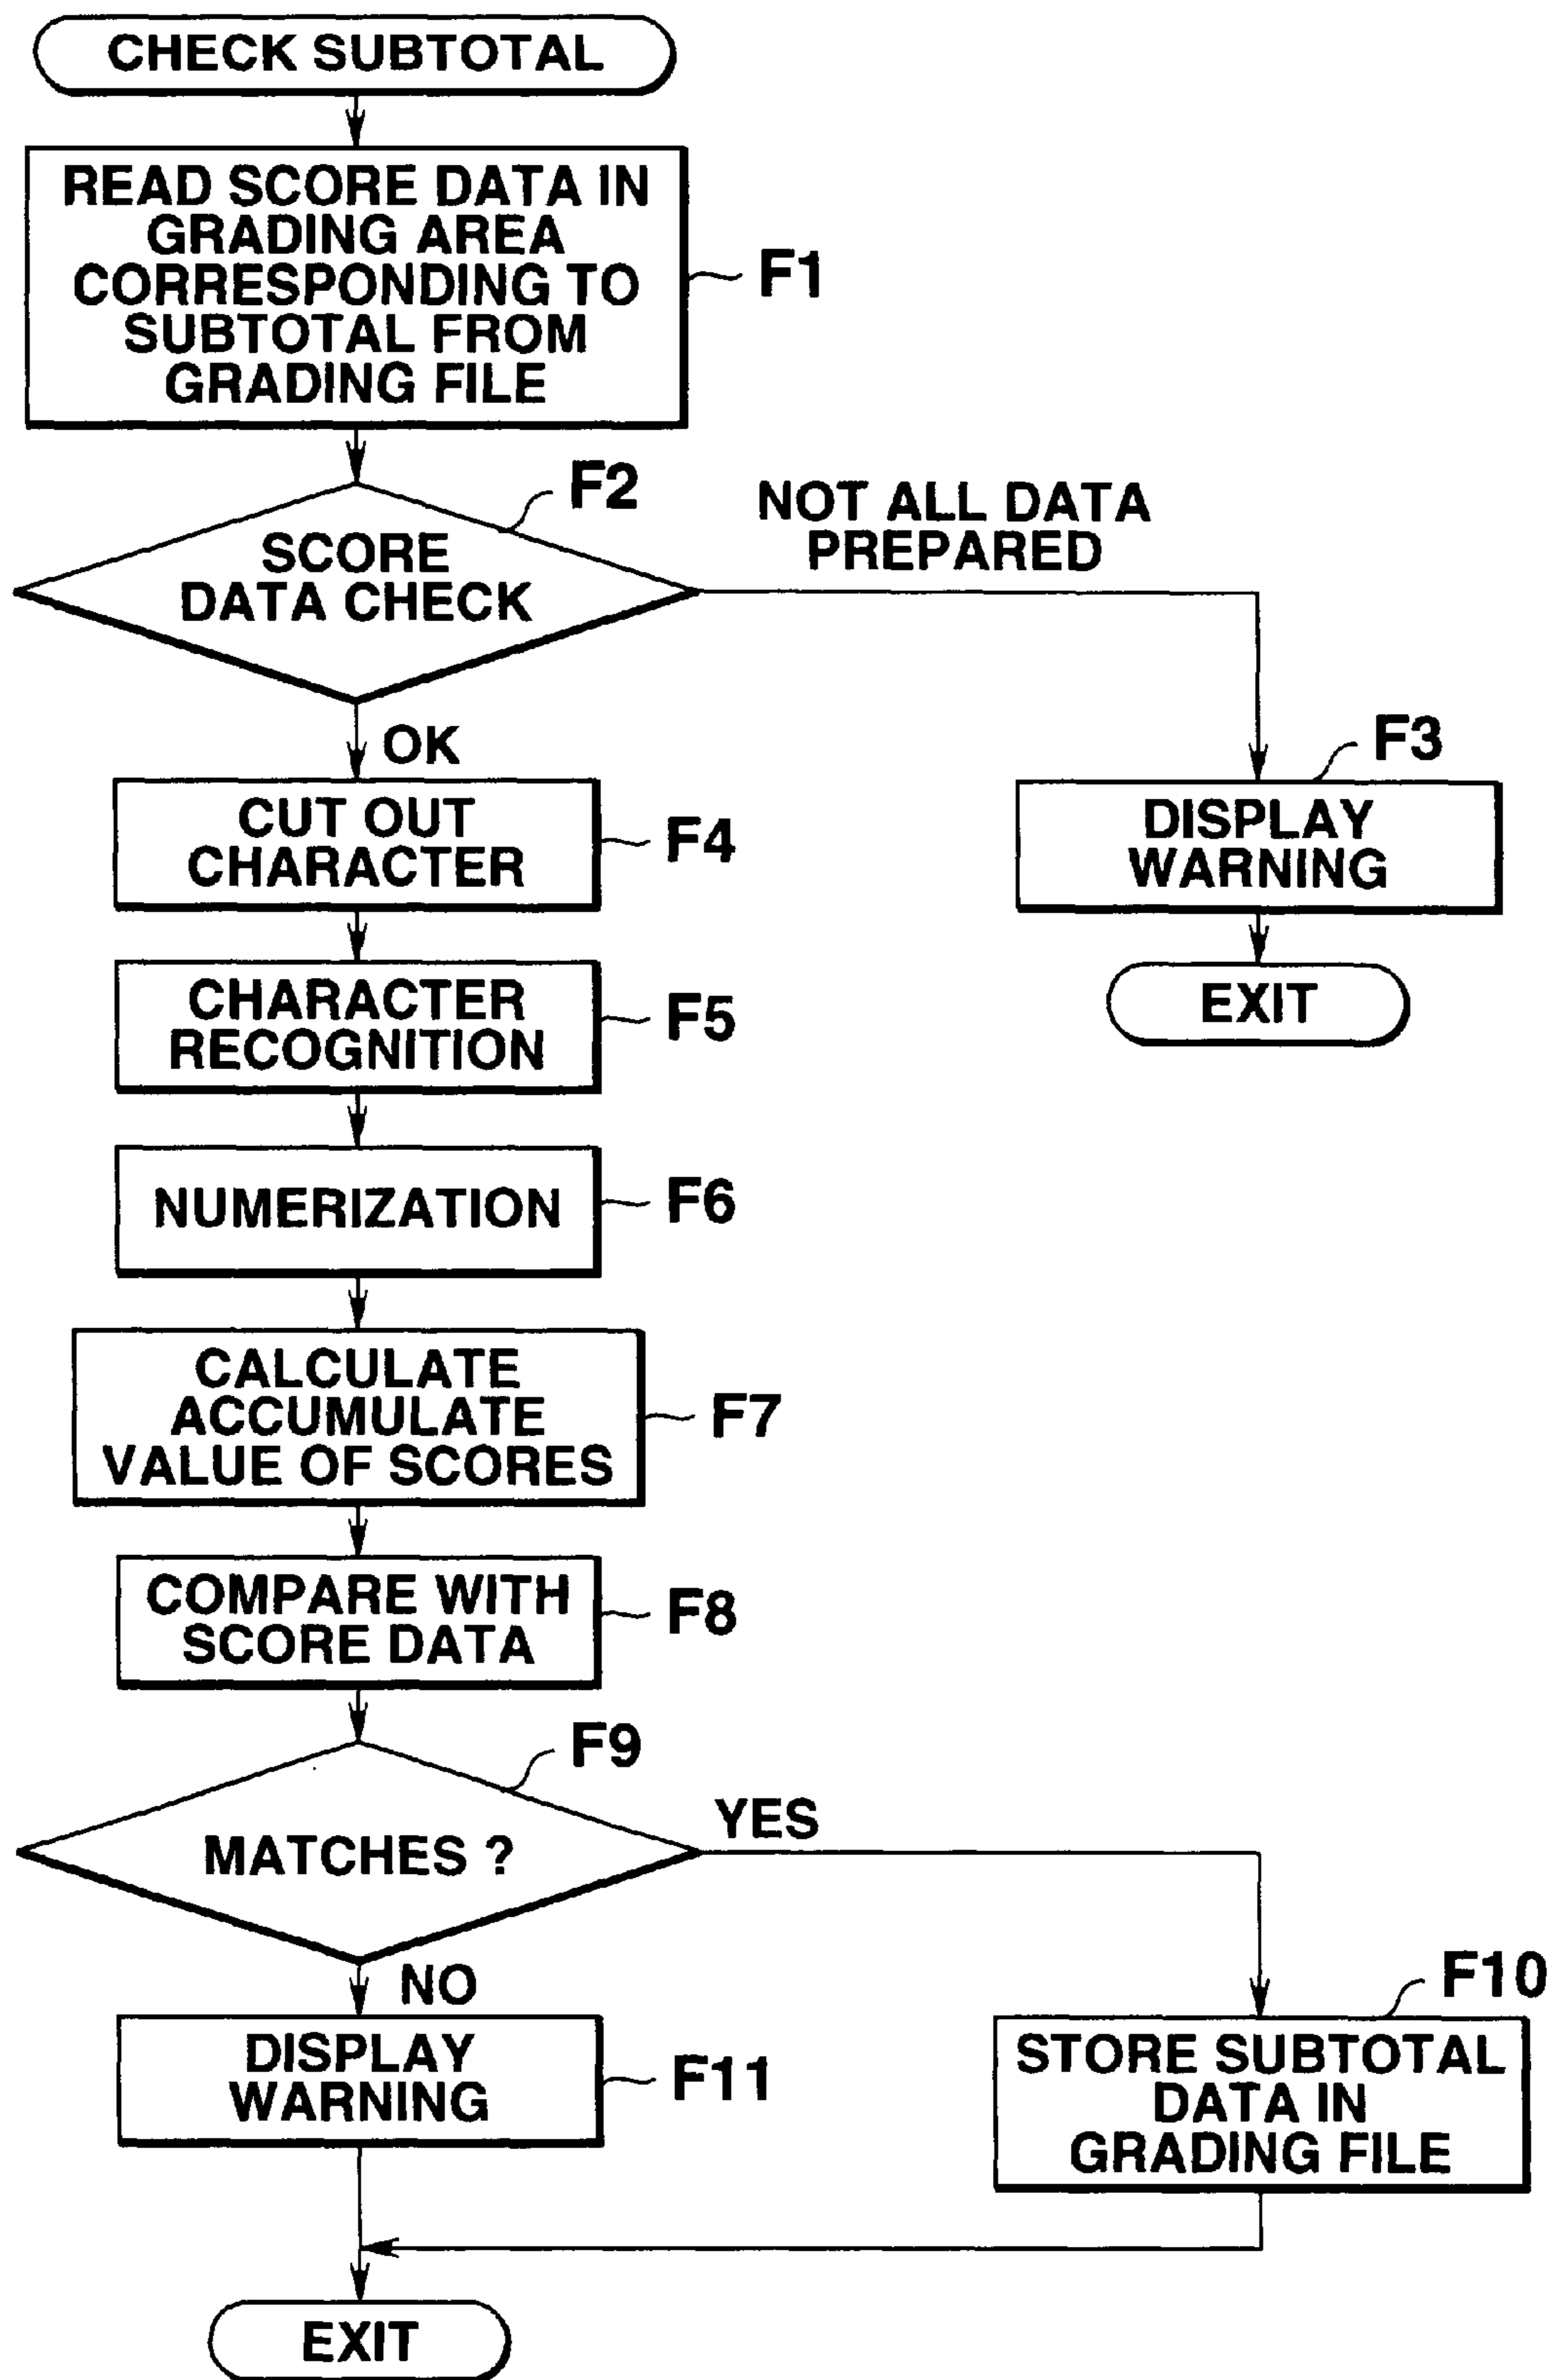 CHECK SUBTOTAL
READ SCORE DATA IN
GRADING AREA
CORRESPONDING TO
SUBTOTAL FROM
GRADING FILE
F1
F2
SCORE
DATA CHECK
NOT ALL DATA
PREPARED
OK
F3
DISPLAY
WARNING
EXIT
CUT OUT
CHARACTER
F4
CHARACTER
RECOGNITION
F5
NUMERIZATION
F6
CALCULATE
ACCUMULATE
VALUE OF SCORES
F7
COMPARE WITH
SCORE DATA
F8
F9
MATCHES ?
YES
NO
F10
STORE SUBTOTAL
DATA IN
GRADING FILE
DISPLAY
WARNING
F11
EXIT